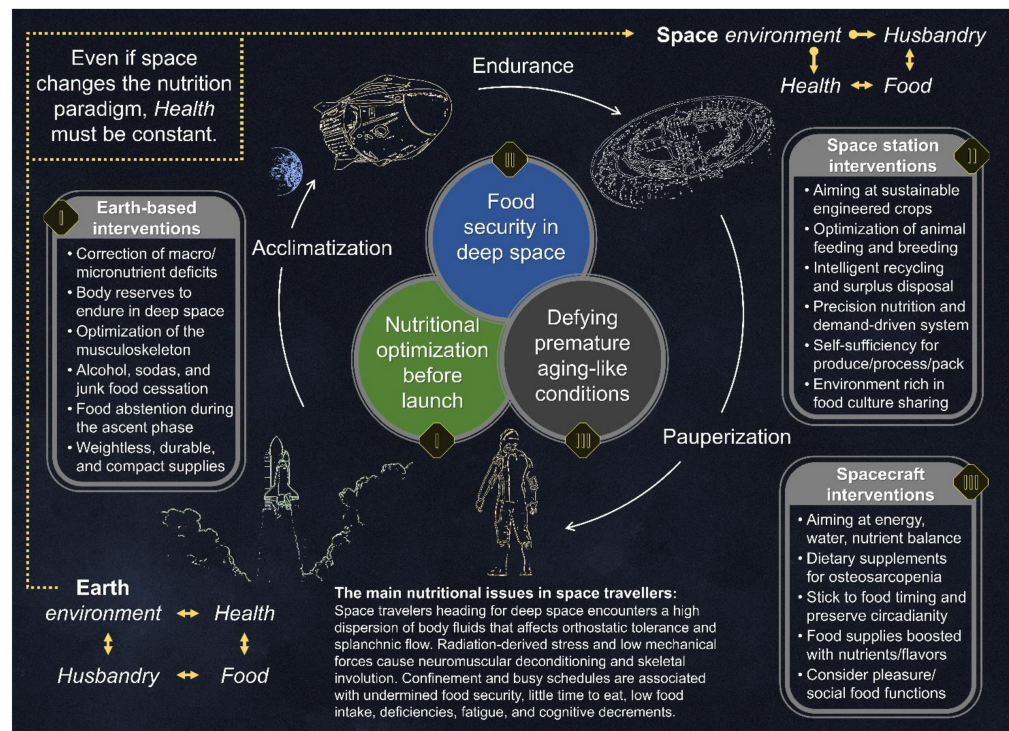 Even if space
changes the nutrition
paradigm, Health
must be constant.
Endurance
Space environment Husbandry
Health Food
Acclimatization
Pauperization
I
Earth-based
interventions
• Correction of macro/
micronutrient deficits
• Body reserves to
endure in deep space
• Optimization of the
musculoskeleton
• Alcohol, sodas, and
junk food cessation
• Food abstention during
the ascent phase
• Weightless, durable,
and compact supplies
II
Food
security in
deep space
Nutritional
optimization
before
launch
I
Defying
premature
aging-like
conditions
III
Space station
interventions
II
• Aiming at sustainable
engineered crops
• Optimization of animal
feeding and breeding
• Intelligent recycling
and surplus disposal
• Precision nutrition and
demand-driven system
• Self-sufficiency for
produce/process/pack
• Environment rich in
food culture sharing
Spacecraft
interventions
III
• Aiming at energy,
water, nutrient balance
• Dietary supplements
for osteosarcopenia
• Stick to food timing and
preserve circadianity
• Food supplies boosted
with nutrients/flavors
• Consider pleasure/
social food functions
Earth
environment Health
Husbandry Food
The main nutritional issues in space travellers:
Space travelers heading for deep space encounters a high
dispersion of body fluids that affects orthostatic tolerance and
splanchnic flow. Radiation-derived stress and low mechanical
forces cause neuromuscular deconditioning and skeletal
involution. Confinement and busy schedules are associated
with undermined food security, little time to eat, low food
intake, deficiencies, fatigue, and cognitive decrements.